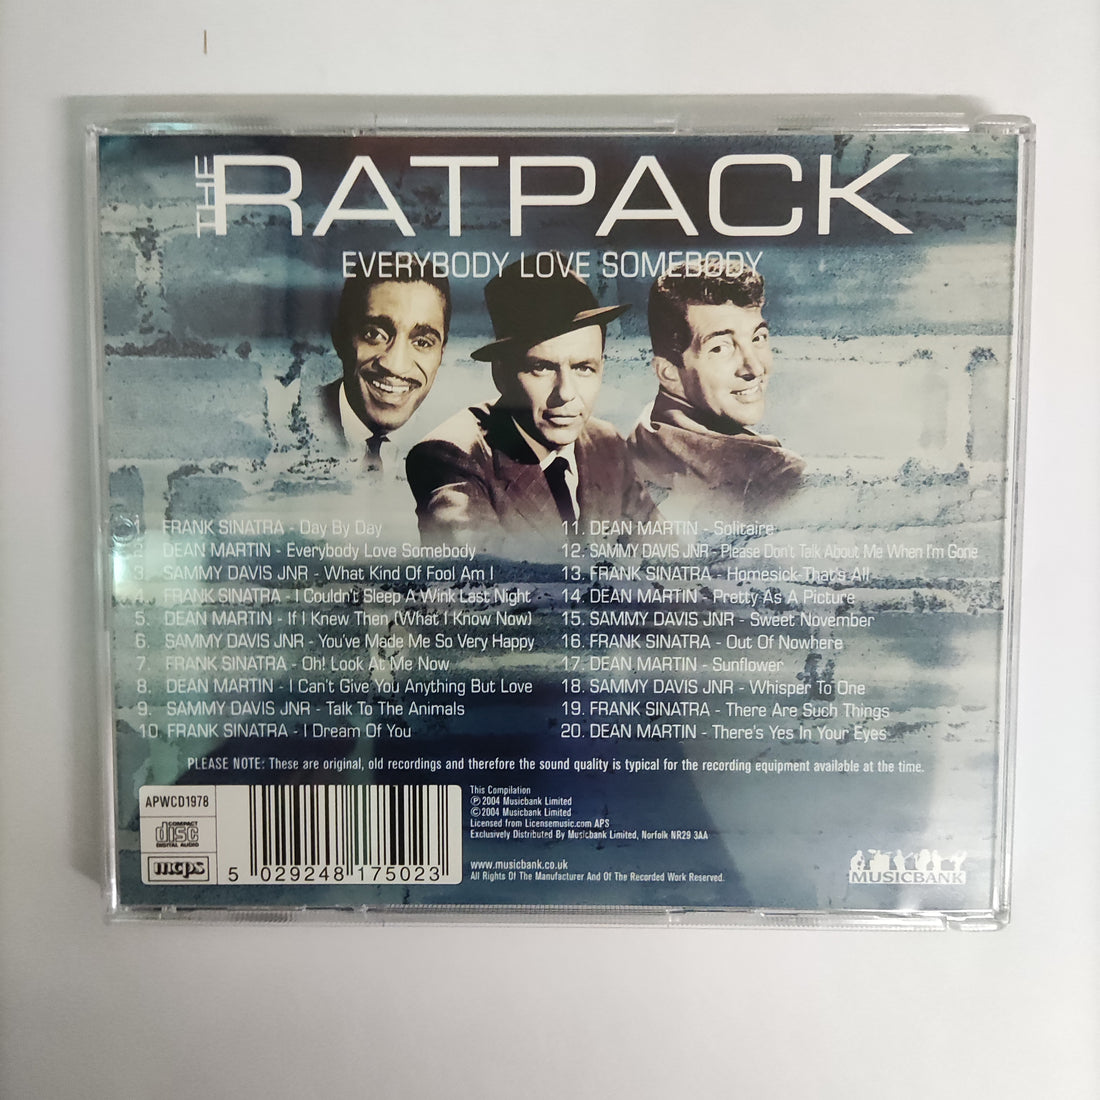 THE RATPACK
EVERYBODY LOVE SOMEBODY
1. FRANK SINATRA - Day By Day
2. DEAN MARTIN - Everybody Love Somebody
3. SAMMY DAVIS JNR - What Kind Of Fool Am I
4. FRANK SINATRA - I Couldn't Sleep A Wink Last Night
5. DEAN MARTIN - If I Knew Then (What I Know Now)
6. SAMMY DAVIS JNR - You've Made Me So Very Happy
7. FRANK SINATRA - Oh! Look At Me Now
8. DEAN MARTIN - I Can't Give You Anything But Love
9. SAMMY DAVIS JNR - Talk To The Animals
10. FRANK SINATRA - I Dream Of You
11. DEAN MARTIN - Solitaire
12. SAMMY DAVIS JNR - Please Don't Talk About Me When I'm Gone
13. FRANK SINATRA - Homesick-That's All
14. DEAN MARTIN - Pretty As A Picture
15. SAMMY DAVIS JNR - Sweet November
16. FRANK SINATRA - Out Of Nowhere
17. DEAN MARTIN - Sunflower
18. SAMMY DAVIS JNR - Whisper To One
19. FRANK SINATRA - There Are Such Things
20. DEAN MARTIN - There's Yes In Your Eyes
PLEASE NOTE: These are original, old recordings and therefore the sound quality is typical for the recording equipment available at the time.
APWCD1978
COMPACT
disc
DIGITAL AUDIO
mcps
5 029248 175023
This Compilation
Ⓟ2004 Musicbank Limited
©2004 Musicbank Limited
Licensed from Licensemusic.com APS
Exclusively Distributed By Musicbank Limited, Norfolk NR29 3AA
www.musicbank.co.uk
All Rights Of The Manufacturer And Of The Recorded Work Reserved.
MUSICBANK